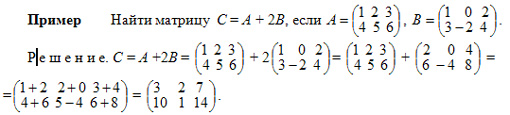 Пример Найти матрицу C = A + 2B, если A = (1 2 3 / 4 5 6), B = (1 0 2 / 3 −2 4).
Решение. C = A +2B = (1 2 3 / 4 5 6) + 2(1 0 2 / 3 −2 4) = (1 2 3 / 4 5 6) + (2 0 4 / 6 −4 8) =
=(1+2 2+0 3+4 / 4+6 5−4 6+8) = (3 2 7 / 10 1 14).